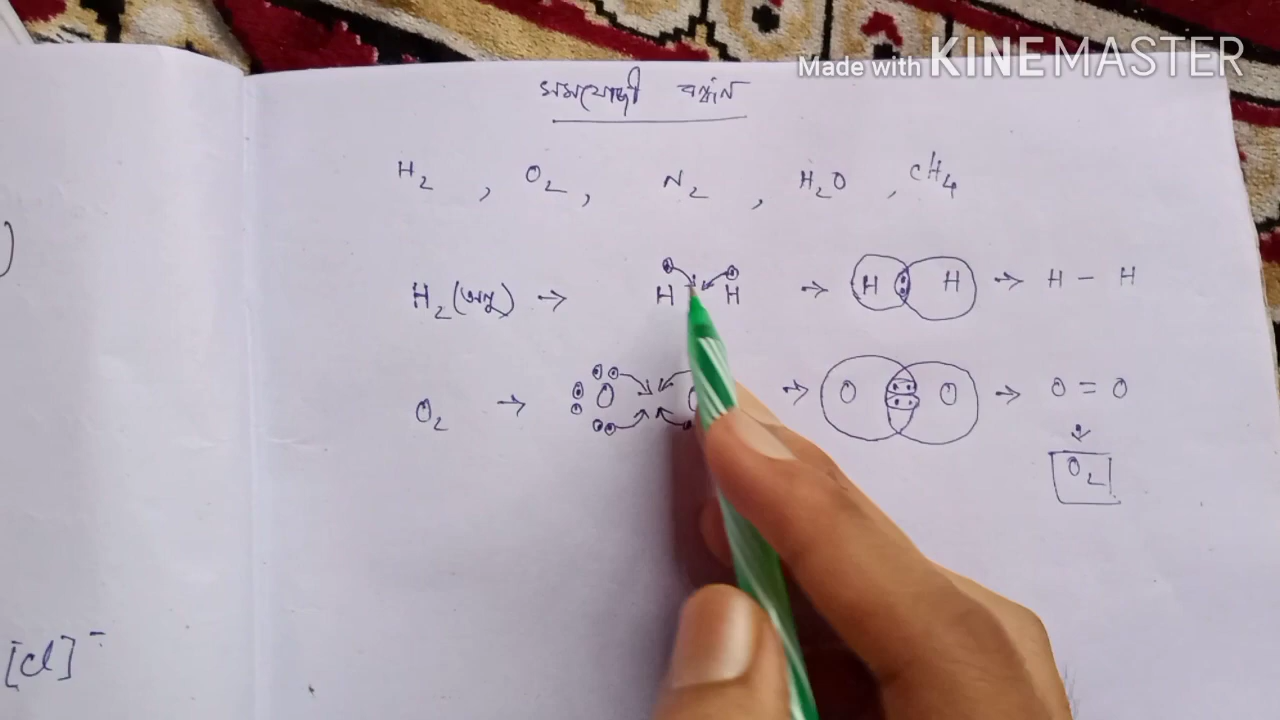 Made with KINEMASTER
সমযোজী বন্ধন
H₂ , O₂ , N₂ , H₂O , CH₄
H₂ (অনু) → H H → H H → H – H
O₂ → O → O O → O = O
O₂
)
[Cl]⁻